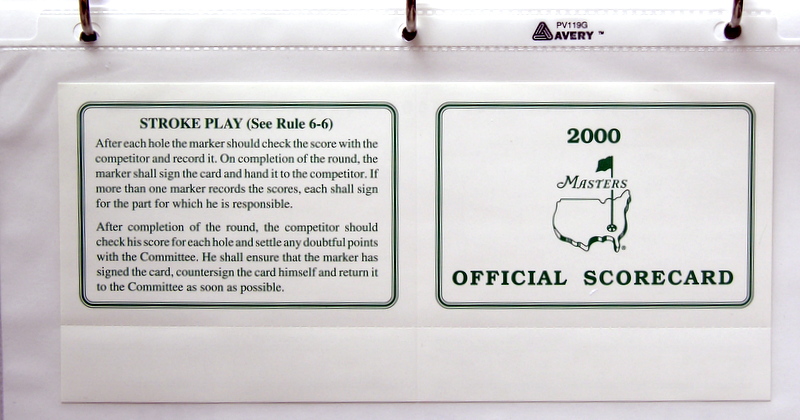 PV119G
AVERY ™
STROKE PLAY (See Rule 6-6)
After each hole the marker should check the score with the
competitor and record it. On completion of the round, the
marker shall sign the card and hand it to the competitor. If
more than one marker records the scores, each shall sign
for the part for which he is responsible.
After completion of the round, the competitor should
check his score for each hole and settle any doubtful points
with the Committee. He shall ensure that the marker has
signed the card, countersign the card himself and return it
to the Committee as soon as possible.
2000
MASTERS
®
OFFICIAL SCORECARD